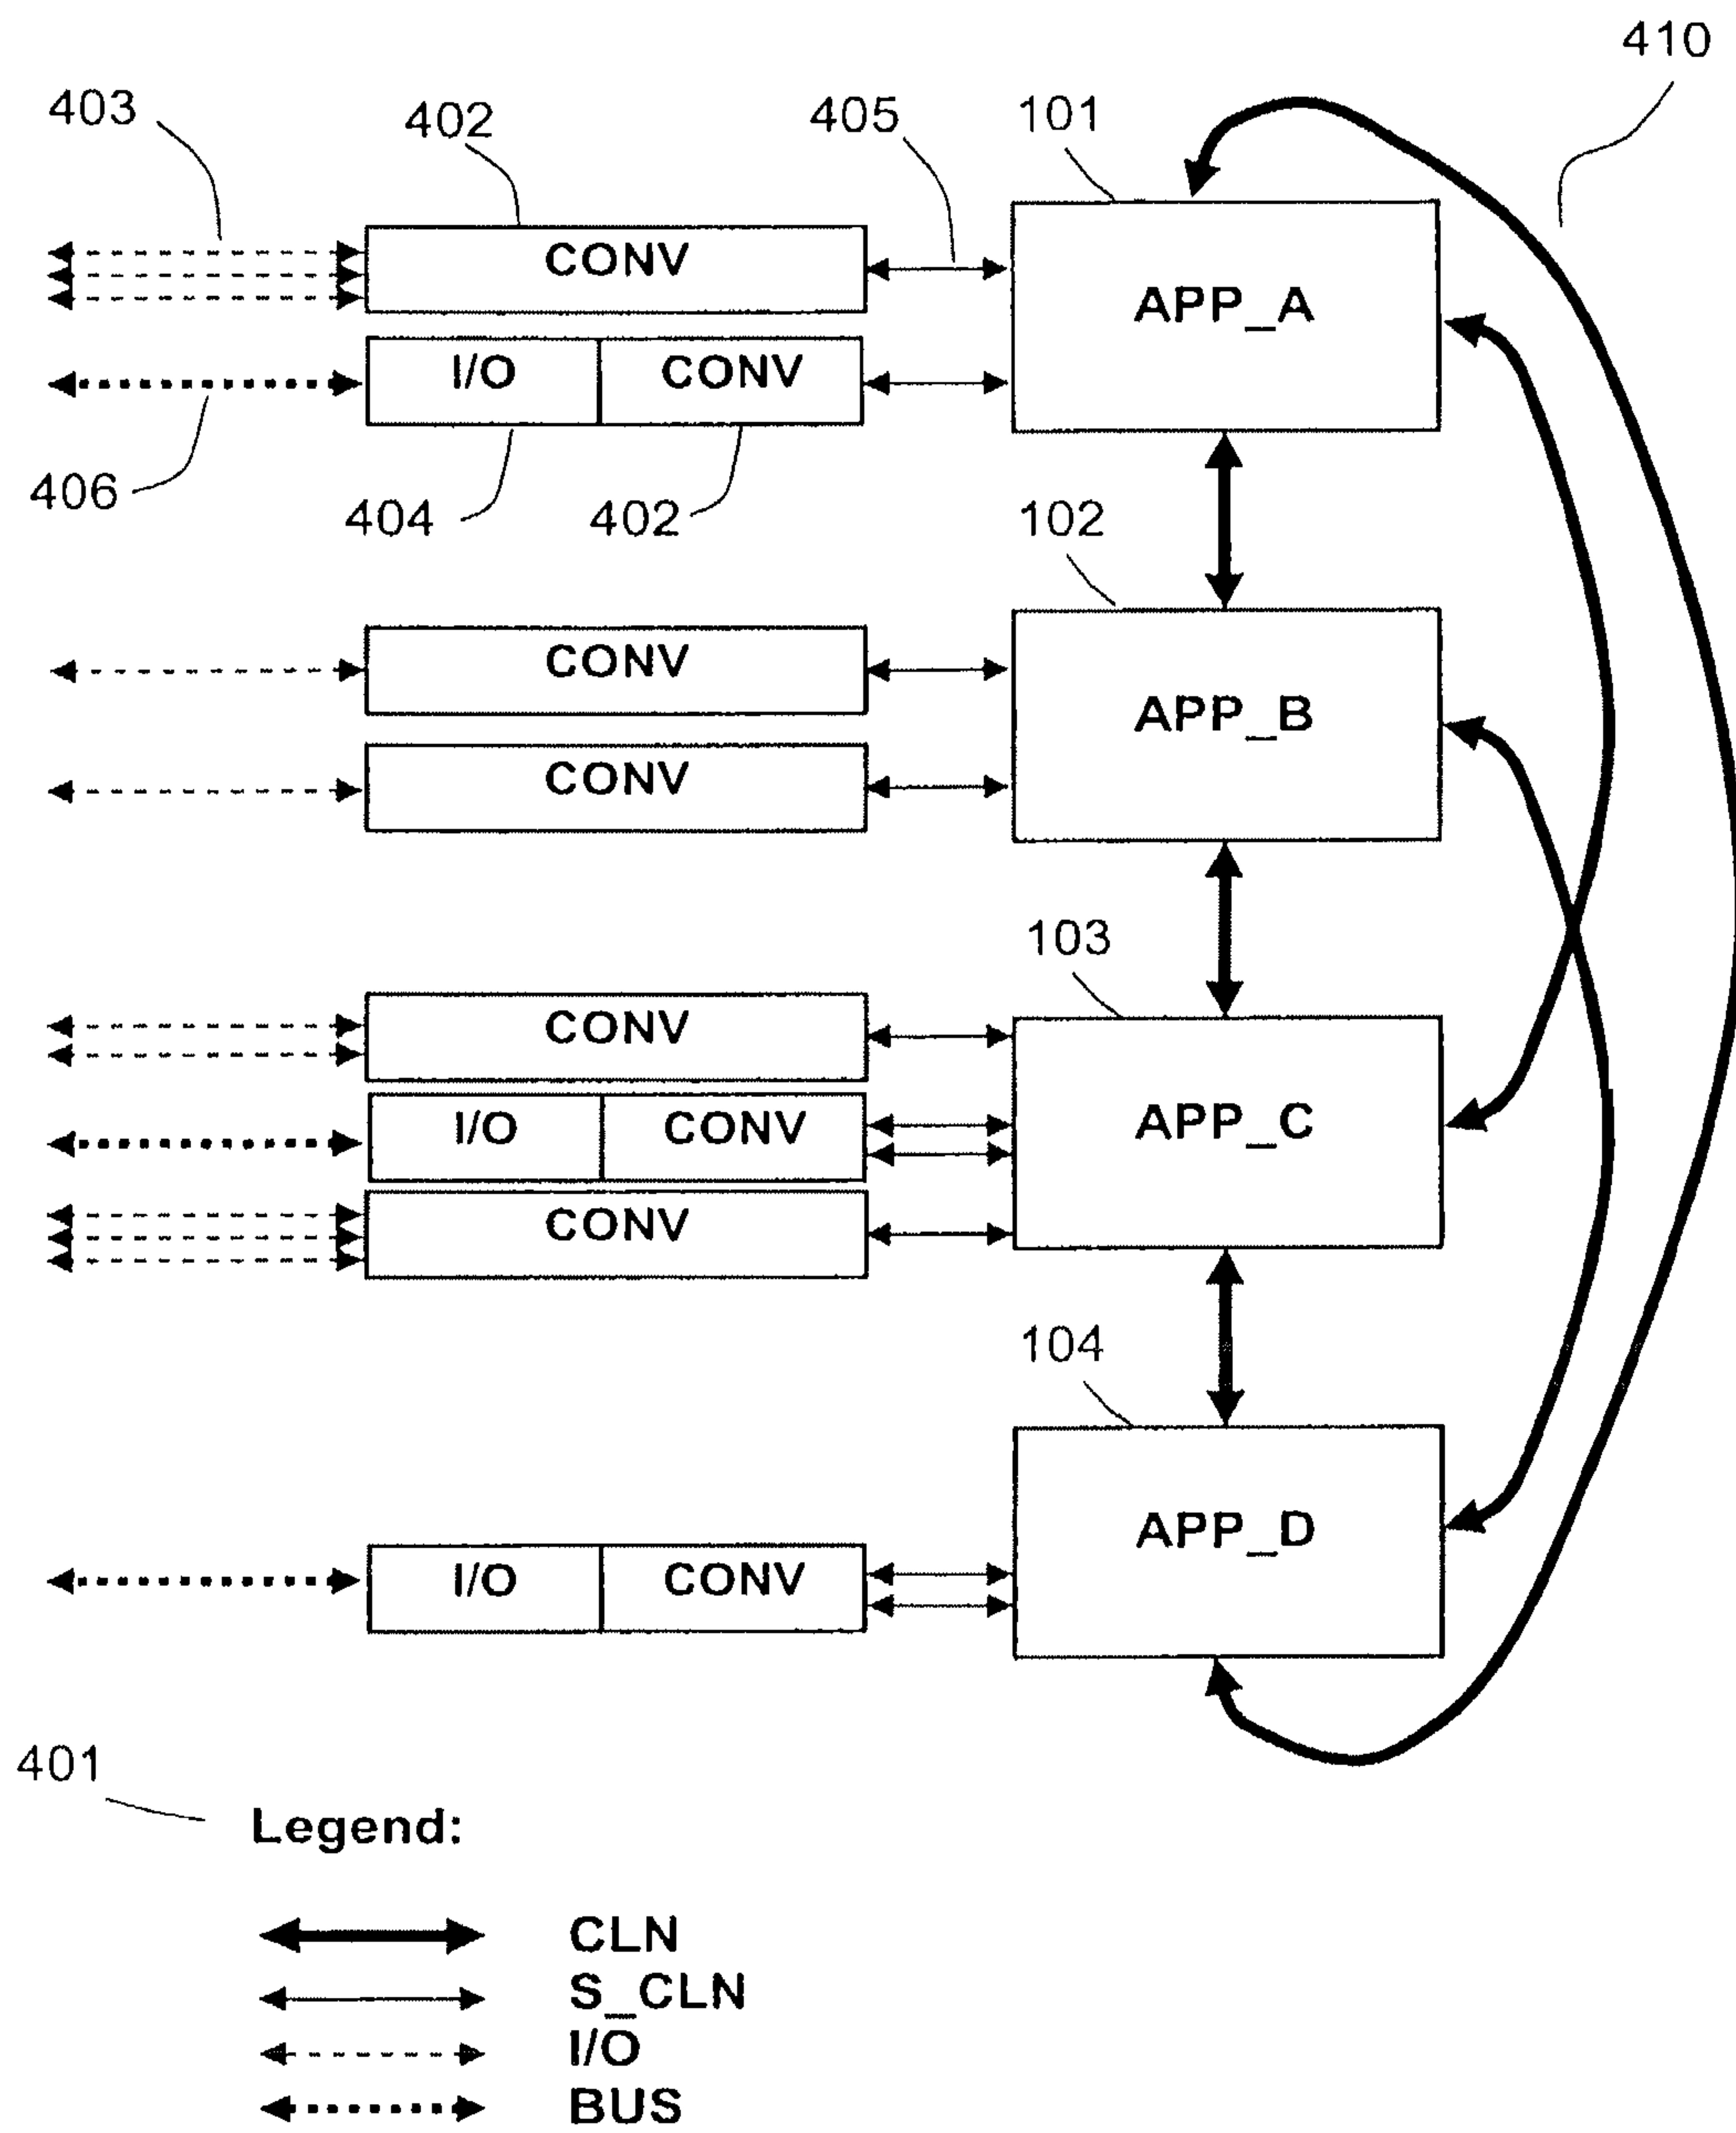 410
403
402
405
101
CONV
APP_A
I/O
CONV
406
404
402
102
CONV
APP_B
CONV
103
CONV
APP_C
I/O
CONV
CONV
104
APP_D
I/O
CONV
401
Legend:
CLN
S_CLN
I/O
BUS